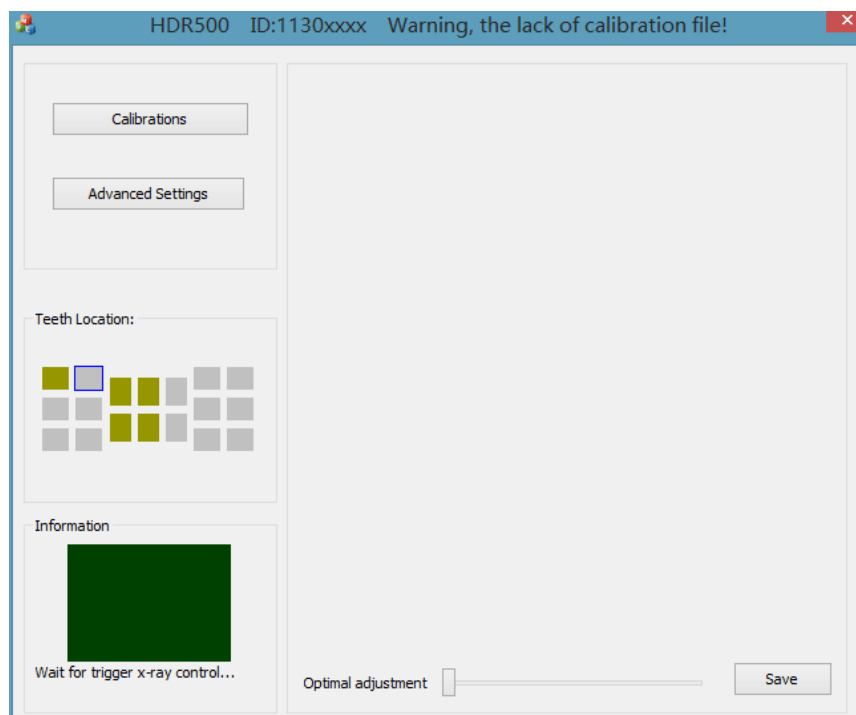 HDR500 ID:1130xxxx Warning, the lack of calibration file!
Calibrations
Advanced Settings
Teeth Location:
Information
Wait for trigger x-ray control...
Optimal adjustment
Save